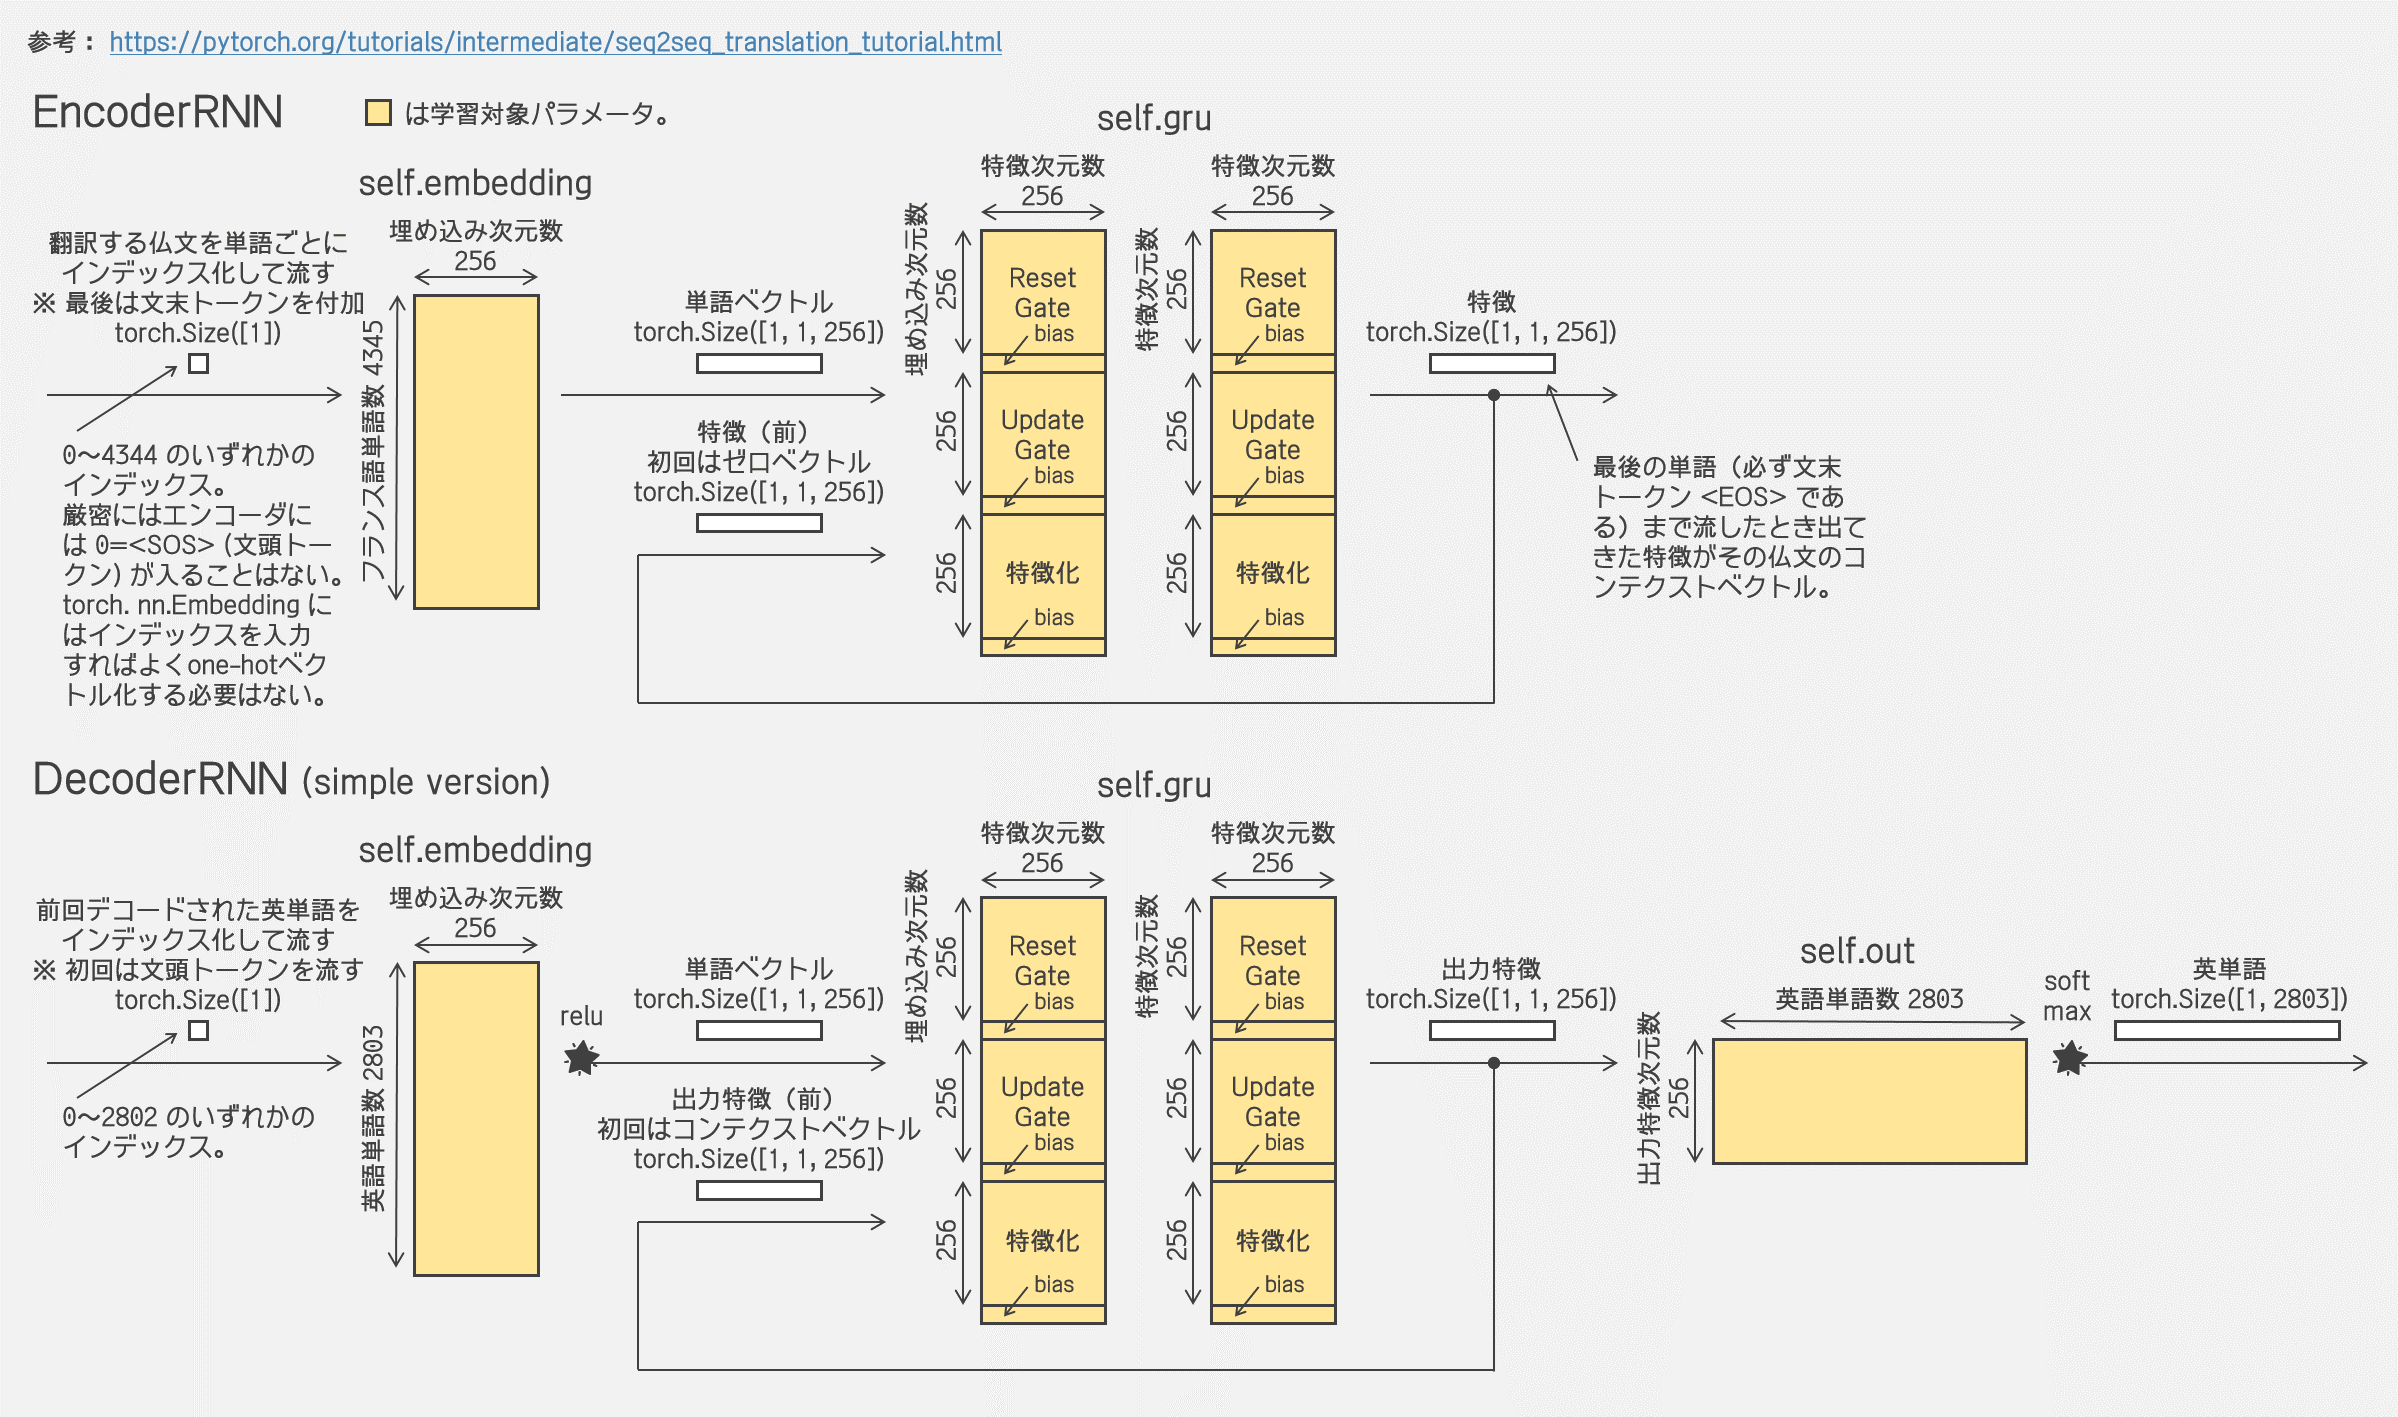 参考： https://pytorch.org/tutorials/intermediate/seq2seq_translation_tutorial.html
EncoderRNN
は学習対象パラメータ。
self.gru
self.embedding
特徴次元数
256
特徴次元数
256
翻訳する仏文を単語ごとに
インデックス化して流す
※ 最後は文末トークンを付加
torch.Size([1])
埋め込み次元数
256
フランス語単語数 4345
0～4344 のいずれかの
インデックス。
厳密にはエンコーダに
は 0=<SOS> (文頭トー
クン) が入ることはない。
torch. nn.Embedding に
はインデックスを入力
すればよくone-hotベク
トル化する必要はない。
単語ベクトル
torch.Size([1, 1, 256])
特徴（前）
初回はゼロベクトル
torch.Size([1, 1, 256])
埋め込み次元数
256
Reset
Gate
bias
256
Update
Gate
bias
256
特徴化
bias
特徴次元数
256
Reset
Gate
bias
256
Update
Gate
bias
256
特徴化
bias
特徴
torch.Size([1, 1, 256])
最後の単語（必ず文末
トークン <EOS> であ
る）まで流したとき出て
きた特徴がその仏文のコ
ンテクストベクトル。
DecoderRNN (simple version)
self.gru
self.embedding
特徴次元数
256
特徴次元数
256
前回デコードされた英単語を
インデックス化して流す
※ 初回は文頭トークンを流す
torch.Size([1])
埋め込み次元数
256
英語単語数 2803
0～2802 のいずれかの
インデックス。
relu
単語ベクトル
torch.Size([1, 1, 256])
出力特徴（前）
初回はコンテクストベクトル
torch.Size([1, 1, 256])
埋め込み次元数
256
Reset
Gate
bias
256
Update
Gate
bias
256
特徴化
bias
特徴次元数
256
Reset
Gate
bias
256
Update
Gate
bias
256
特徴化
bias
出力特徴
torch.Size([1, 1, 256])
self.out
英語単語数 2803
出力特徴次元数
256
soft
max
英単語
torch.Size([1, 2803])